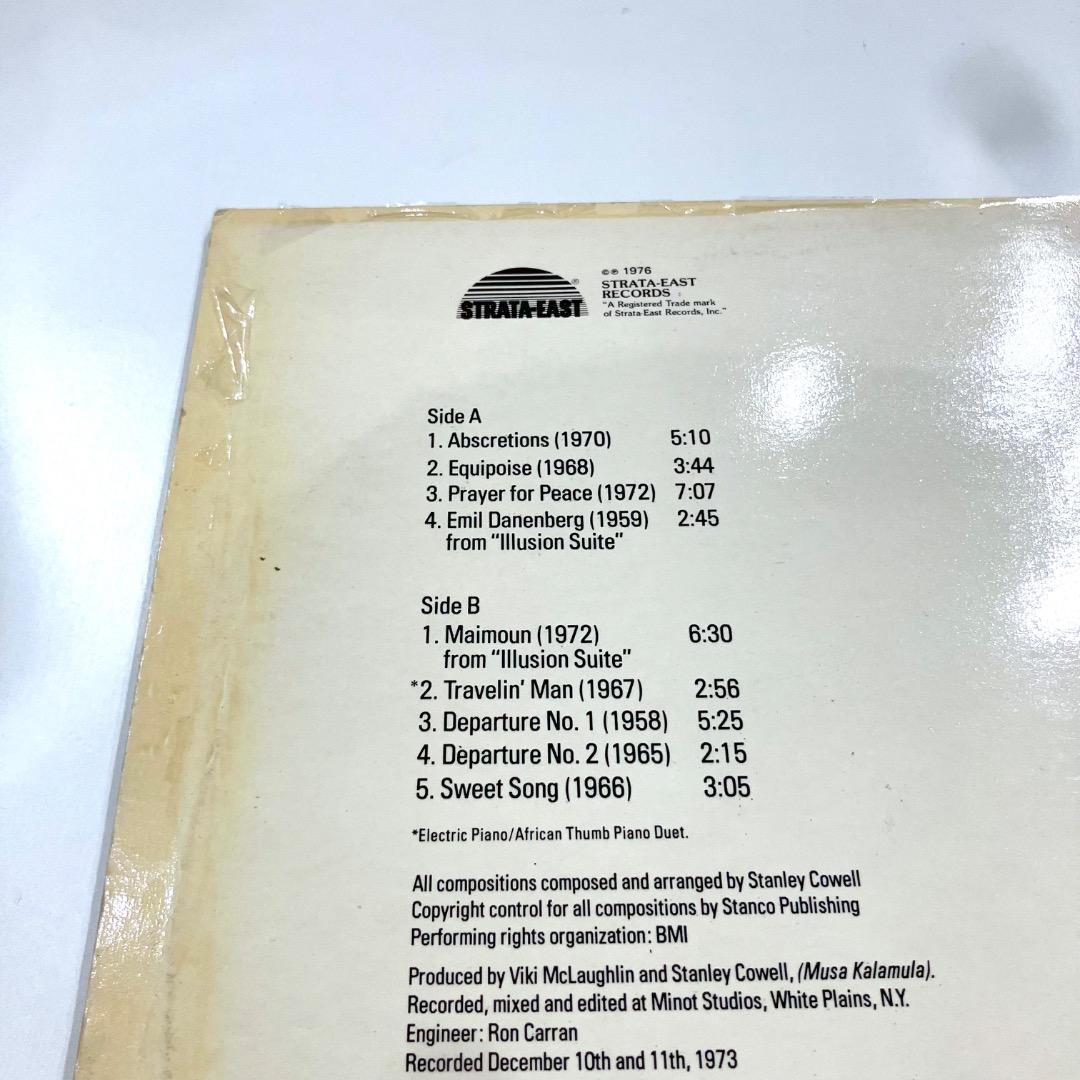 STRATA-EAST®
©℗ 1976
STRATA-EAST
RECORDS
"A Registered Trade mark
of Strata-East Records, Inc."
Side A
1. Abscretions (1970) 5:10
2. Equipoise (1968) 3:44
3. Prayer for Peace (1972) 7:07
4. Emil Danenberg (1959) 2:45
from "Illusion Suite"
Side B
1. Maimoun (1972) 6:30
from "Illusion Suite"
*2. Travelin' Man (1967) 2:56
3. Departure No. 1 (1958) 5:25
4. Departure No. 2 (1965) 2:15
5. Sweet Song (1966) 3:05
*Electric Piano/African Thumb Piano Duet.
All compositions composed and arranged by Stanley Cowell
Copyright control for all compositions by Stanco Publishing
Performing rights organization: BMI
Produced by Viki McLaughlin and Stanley Cowell, (Musa Kalamula).
Recorded, mixed and edited at Minot Studios, White Plains, N.Y.
Engineer: Ron Carran
Recorded December 10th and 11th, 1973